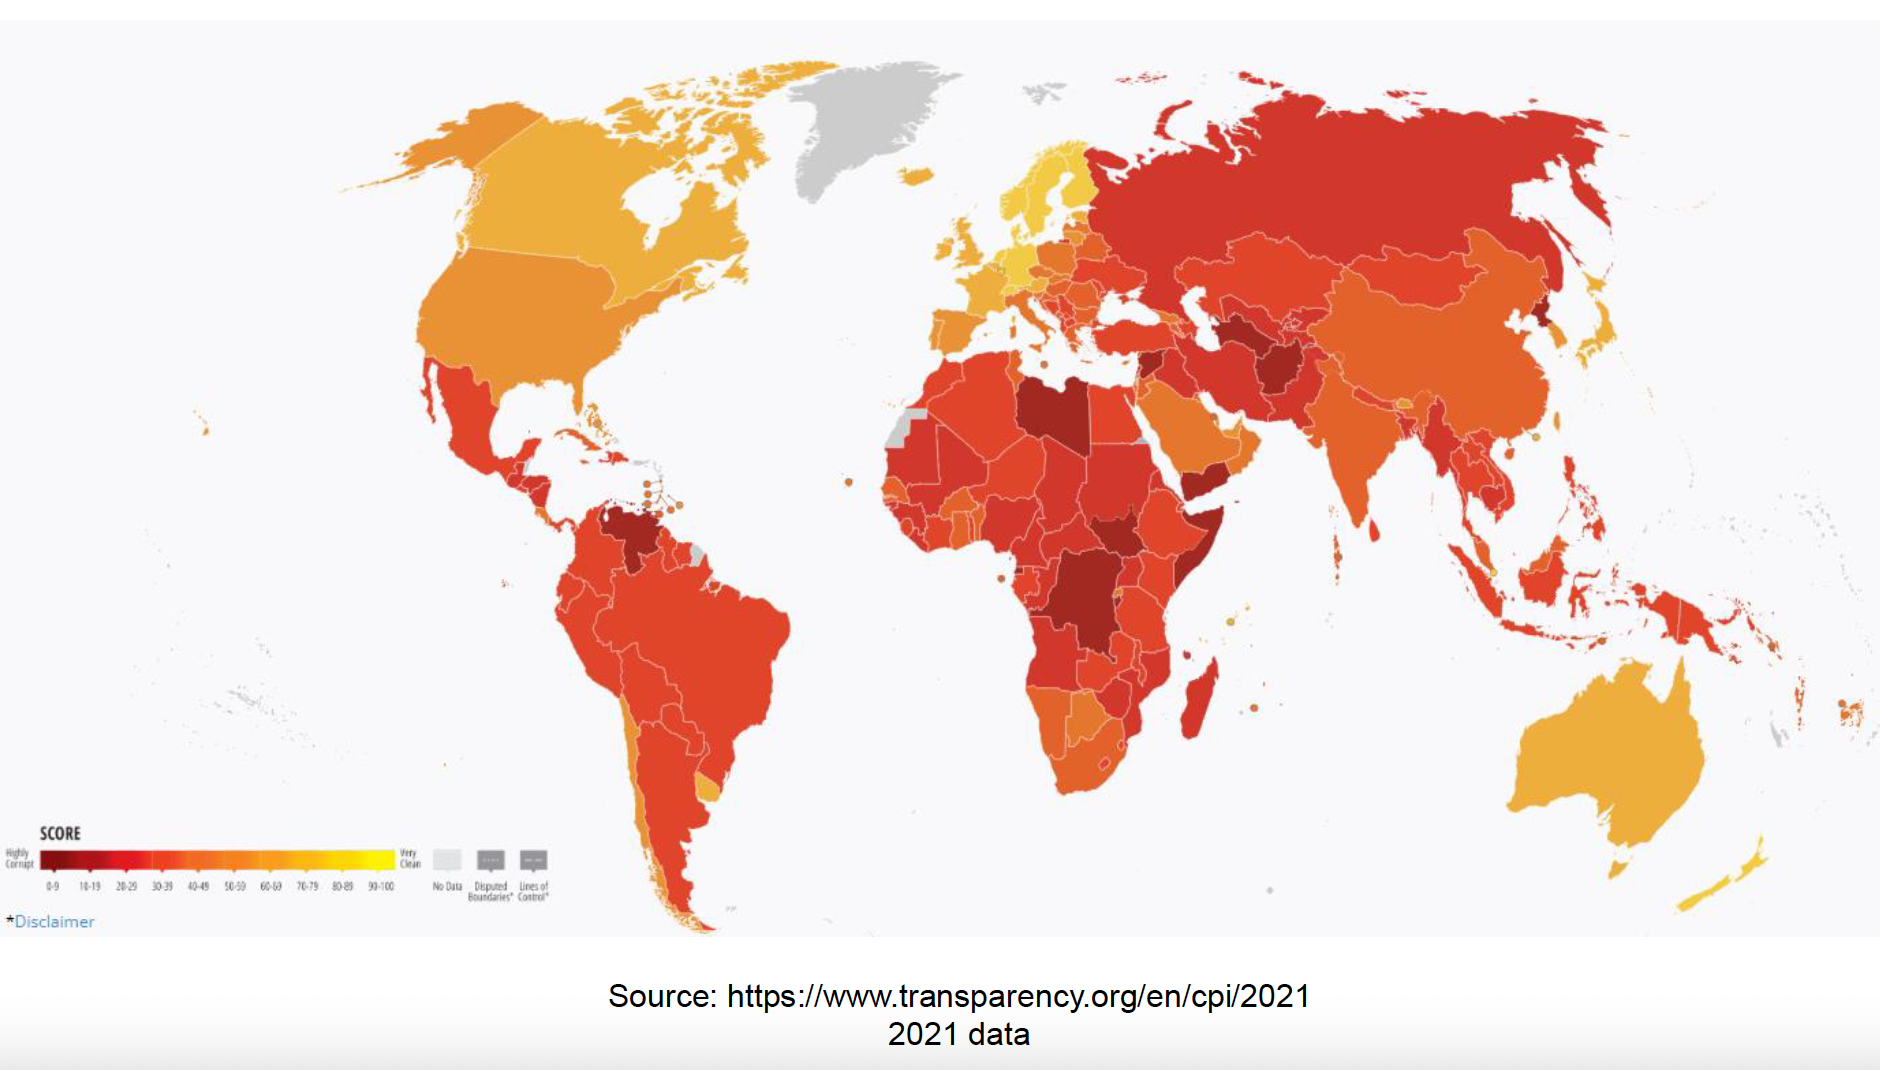 SCORE
Highly
Corrupt
Very
Clean
0-9 10-19 20-29 30-39 40-49 50-59 60-69 70-79 80-89 90-100
No Data
Disputed
Boundaries*
Lines of
Control*
*Disclaimer
Source: https://www.transparency.org/en/cpi/2021
2021 data